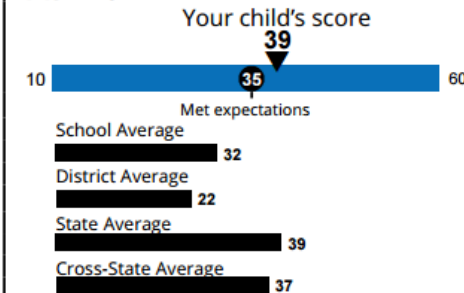 Your child's score
39
10 35 60
Met expectations
School Average
32
District Average
22
State Average
39
Cross-State Average
37